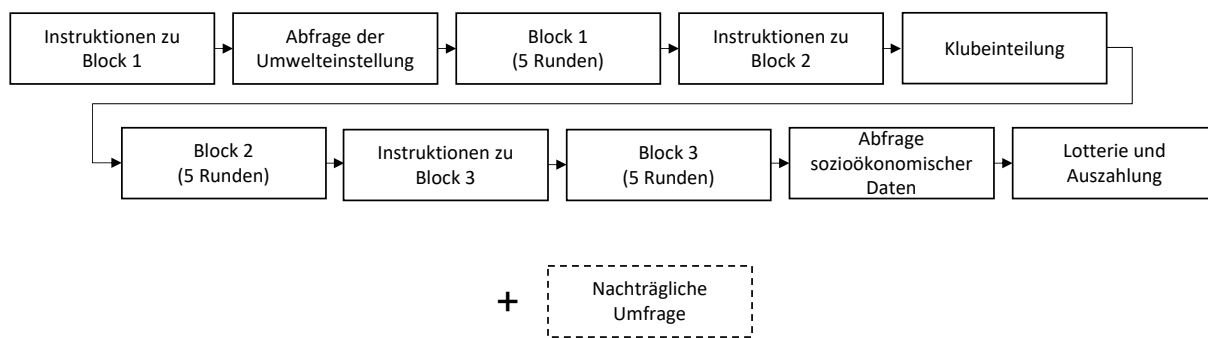 Instruktionen zu
Block 1
Abfrage der
Umwelteinstellung
Block 1
(5 Runden)
Instruktionen zu
Block 2
Klubeinteilung
Block 2
(5 Runden)
Instruktionen zu
Block 3
Block 3
(5 Runden)
Abfrage
sozioökonomischer
Daten
Lotterie und
Auszahlung
+
Nachträgliche
Umfrage